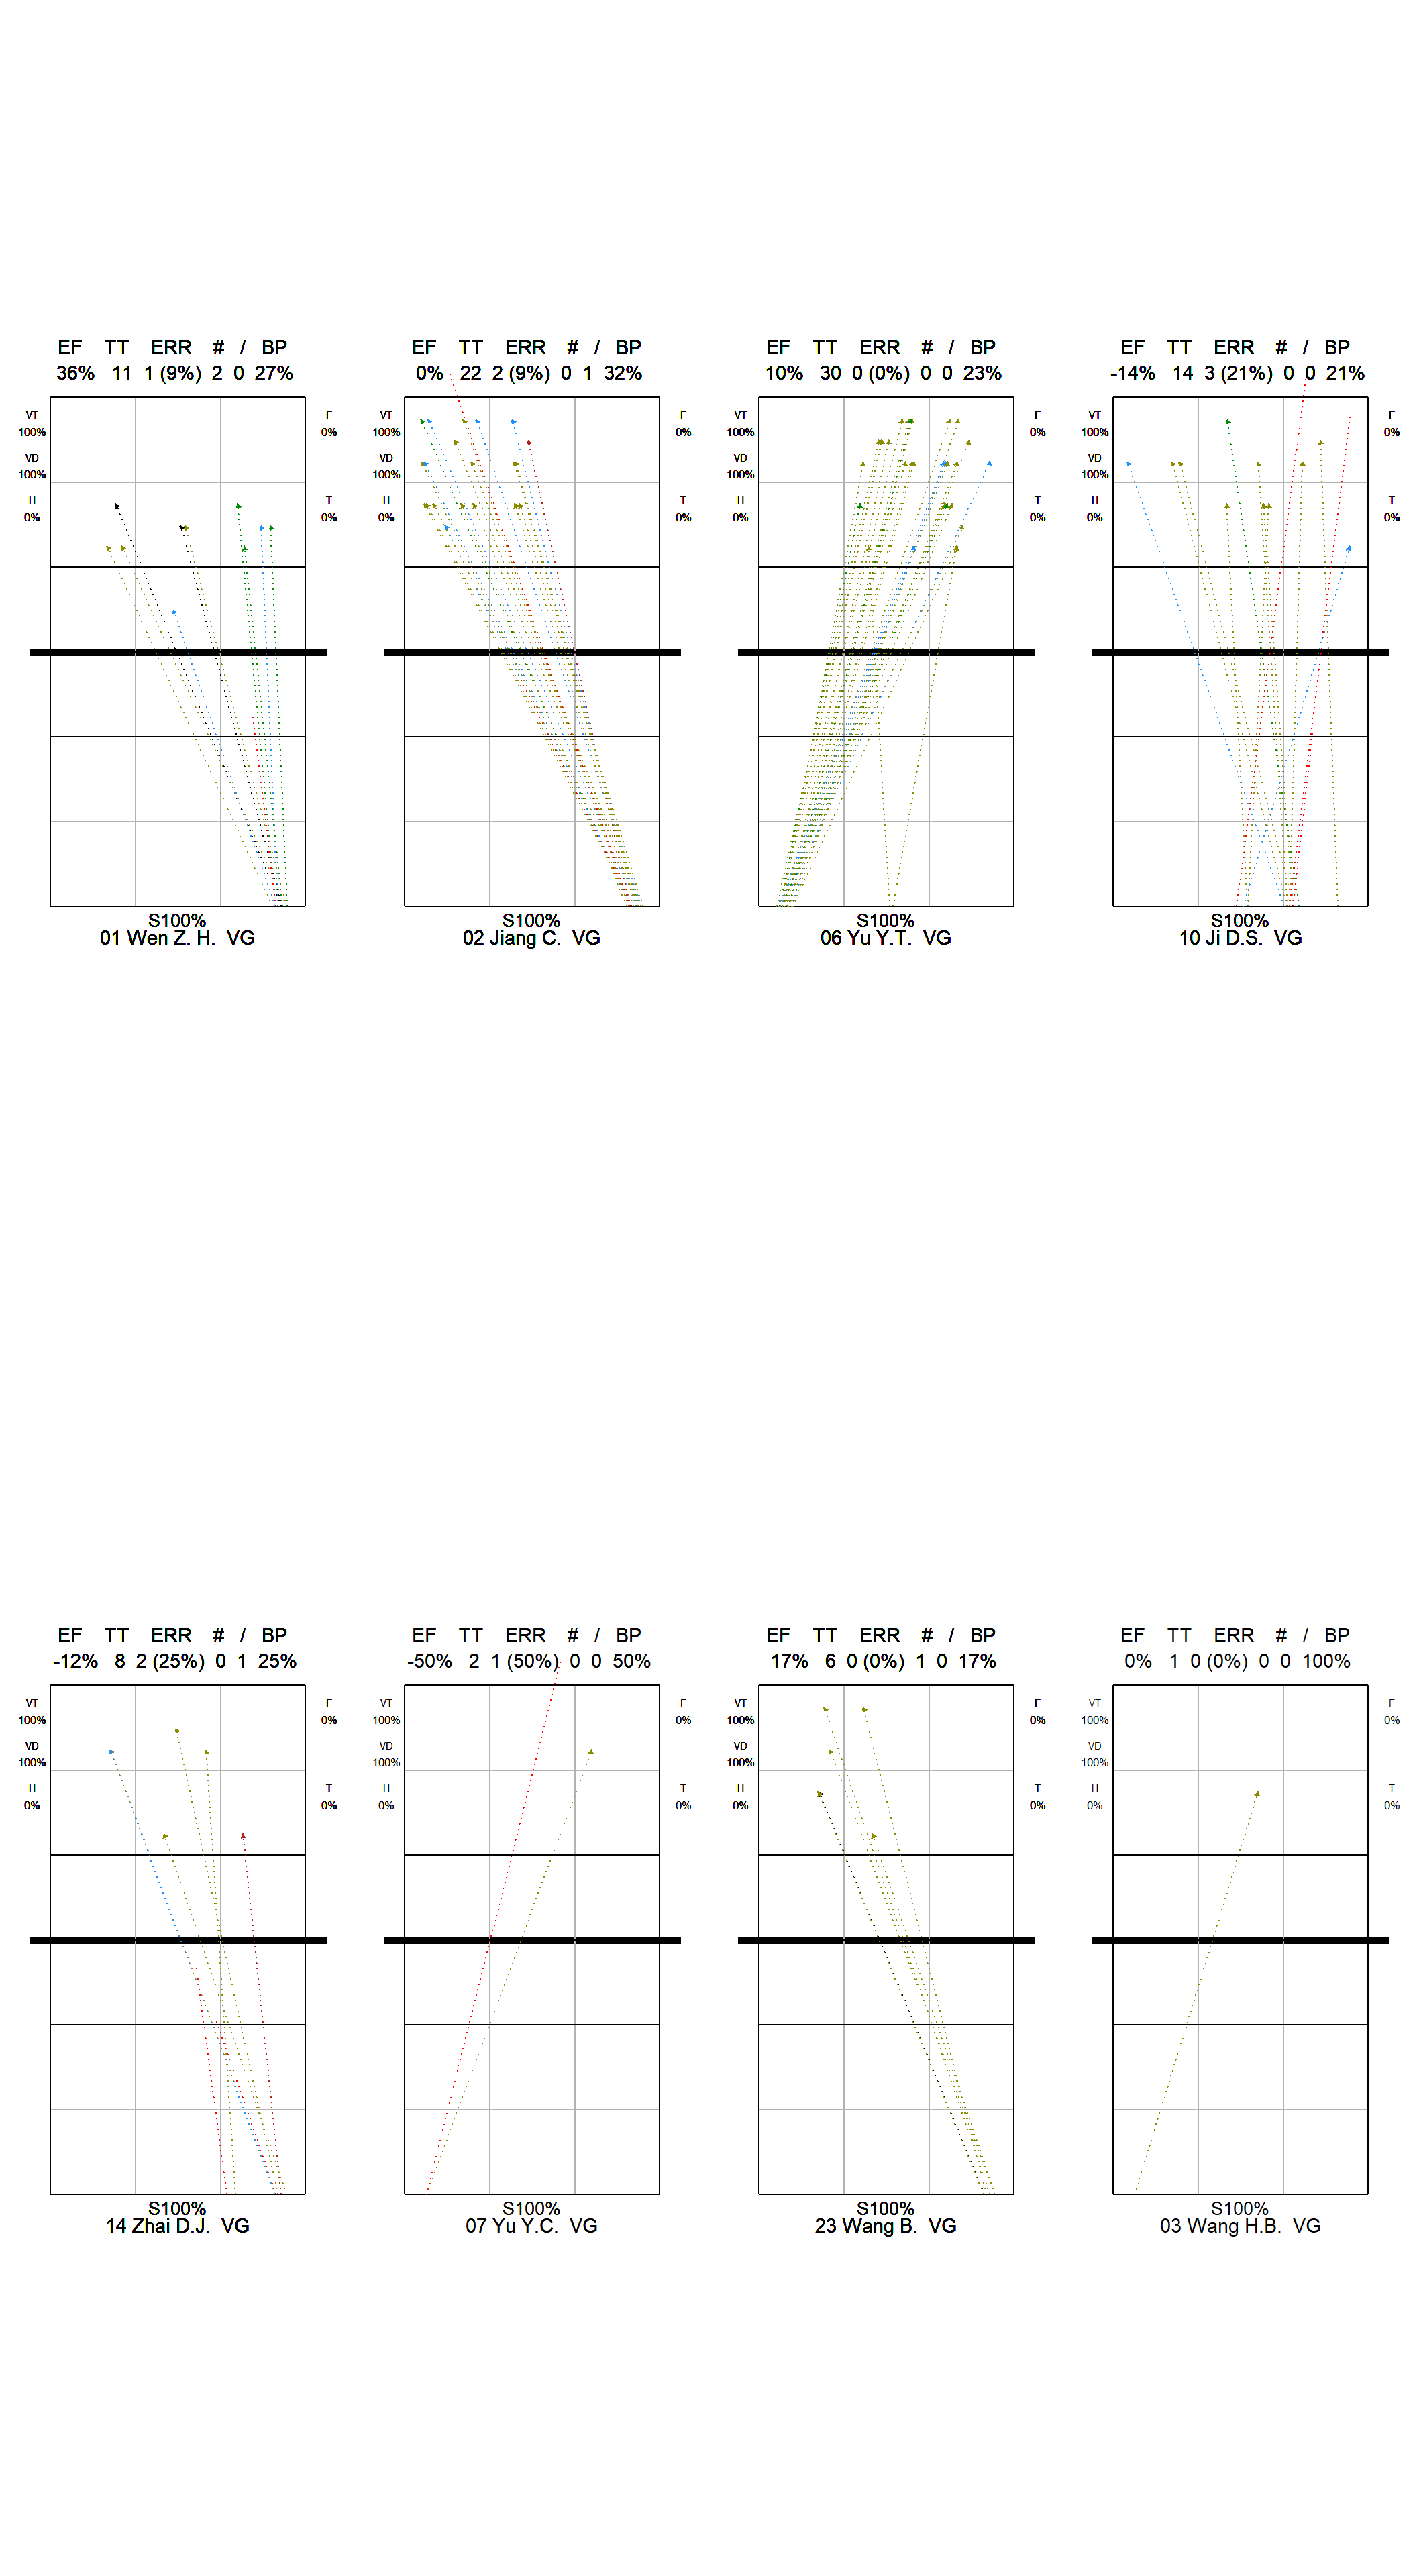 EF TT ERR # / BP
36% 11 1 (9%) 2 0 27%
VT
100%
VD
100%
H
0%
F
0%
T
0%
S100%
01 Wen Z. H. VG
EF TT ERR # / BP
0% 22 2 (9%) 0 1 32%
VT
100%
VD
100%
H
0%
F
0%
T
0%
S100%
02 Jiang C. VG
EF TT ERR # / BP
10% 30 0 (0%) 0 0 23%
VT
100%
VD
100%
H
0%
F
0%
T
0%
S100%
06 Yu Y.T. VG
EF TT ERR # / BP
-14% 14 3 (21%) 0 0 21%
VT
100%
VD
100%
H
0%
F
0%
T
0%
S100%
10 Ji D.S. VG
EF TT ERR # / BP
-12% 8 2 (25%) 0 1 25%
VT
100%
VD
100%
H
0%
F
0%
T
0%
S100%
14 Zhai D.J. VG
EF TT ERR # / BP
-50% 2 1 (50%) 0 0 50%
VT
100%
VD
100%
H
0%
F
0%
T
0%
S100%
07 Yu Y.C. VG
EF TT ERR # / BP
17% 6 0 (0%) 1 0 17%
VT
100%
VD
100%
H
0%
F
0%
T
0%
S100%
23 Wang B. VG
EF TT ERR # / BP
0% 1 0 (0%) 0 0 100%
VT
100%
VD
100%
H
0%
F
0%
T
0%
S100%
03 Wang H.B. VG